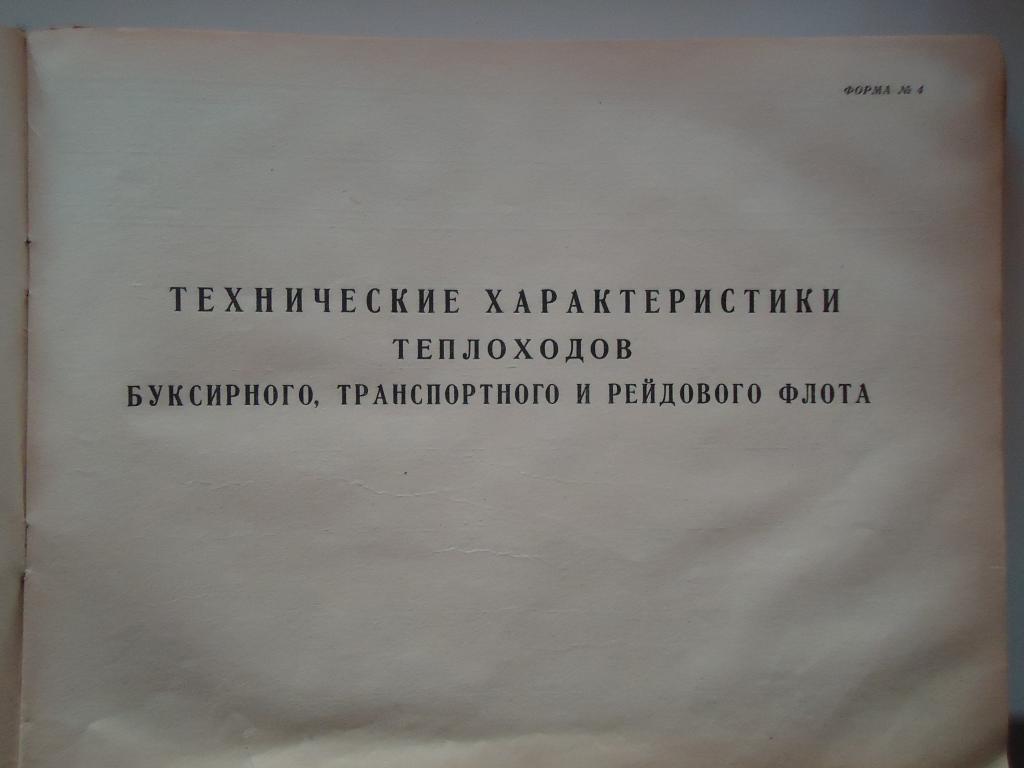 ФОРМА № 4
ТЕХНИЧЕСКИЕ ХАРАКТЕРИСТИКИ
ТЕПЛОХОДОВ
БУКСИРНОГО, ТРАНСПОРТНОГО И РЕЙДОВОГО ФЛОТА